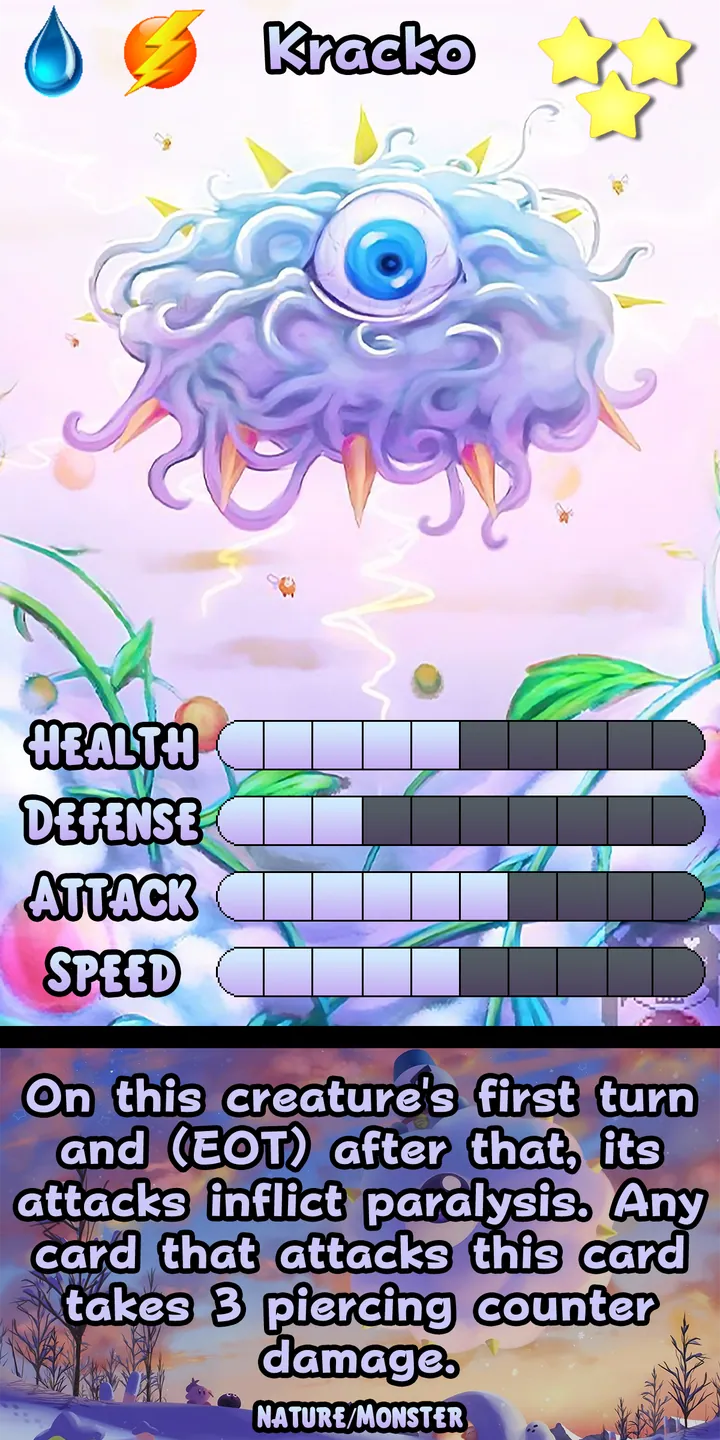 Kracko
Health
Defense
Attack
Speed
On this creature's first turn
and (EOT) after that, its
attacks inflict paralysis. Any
card that attacks this card
takes 3 piercing counter
damage.
Nature/Monster